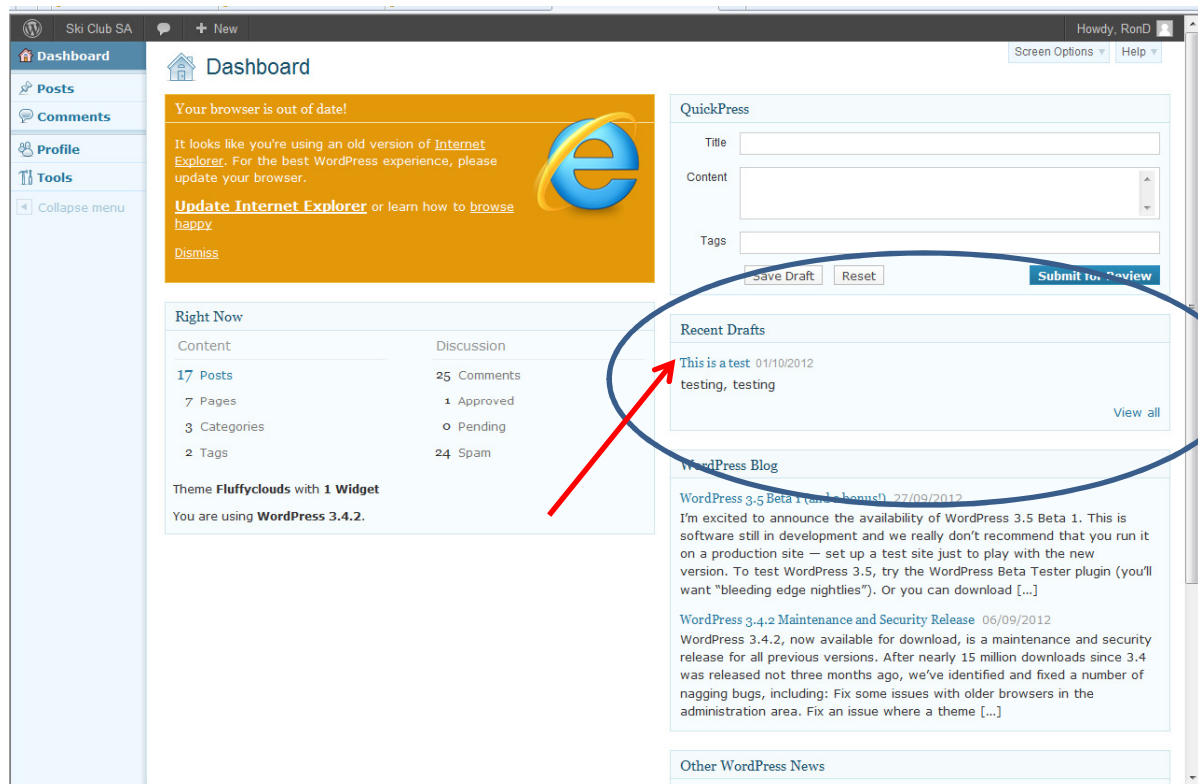 Ski Club SA
+ New
Howdy, RonD
Dashboard
Posts
Comments
Profile
Tools
Collapse menu
Screen Options
Help
Dashboard
Your browser is out of date!
It looks like you're using an old version of Internet
Explorer. For the best WordPress experience, please
update your browser.
Update Internet Explorer or learn how to browse
happy
Dismiss
Right Now
Content
Discussion
17 Posts
25 Comments
7 Pages
1 Approved
3 Categories
0 Pending
2 Tags
24 Spam
Theme Fluffyclouds with 1 Widget
You are using WordPress 3.4.2.
QuickPress
Title
Content
Tags
Save Draft
Reset
Submit for Review
Recent Drafts
This is a test 01/10/2012
testing, testing
View all
WordPress Blog
WordPress 3.5 Beta 1 (and a bonus!) 27/09/2012
I'm excited to announce the availability of WordPress 3.5 Beta 1. This is
software still in development and we really don't recommend that you run it
on a production site — set up a test site just to play with the new
version. To test WordPress 3.5, try the WordPress Beta Tester plugin (you'll
want "bleeding edge nightlies"). Or you can download [...]
WordPress 3.4.2 Maintenance and Security Release 06/09/2012
WordPress 3.4.2, now available for download, is a maintenance and security
release for all previous versions. After nearly 15 million downloads since 3.4
was released not three months ago, we've identified and fixed a number of
nagging bugs, including: Fix some issues with older browsers in the
administration area. Fix an issue where a theme [...]
Other WordPress News